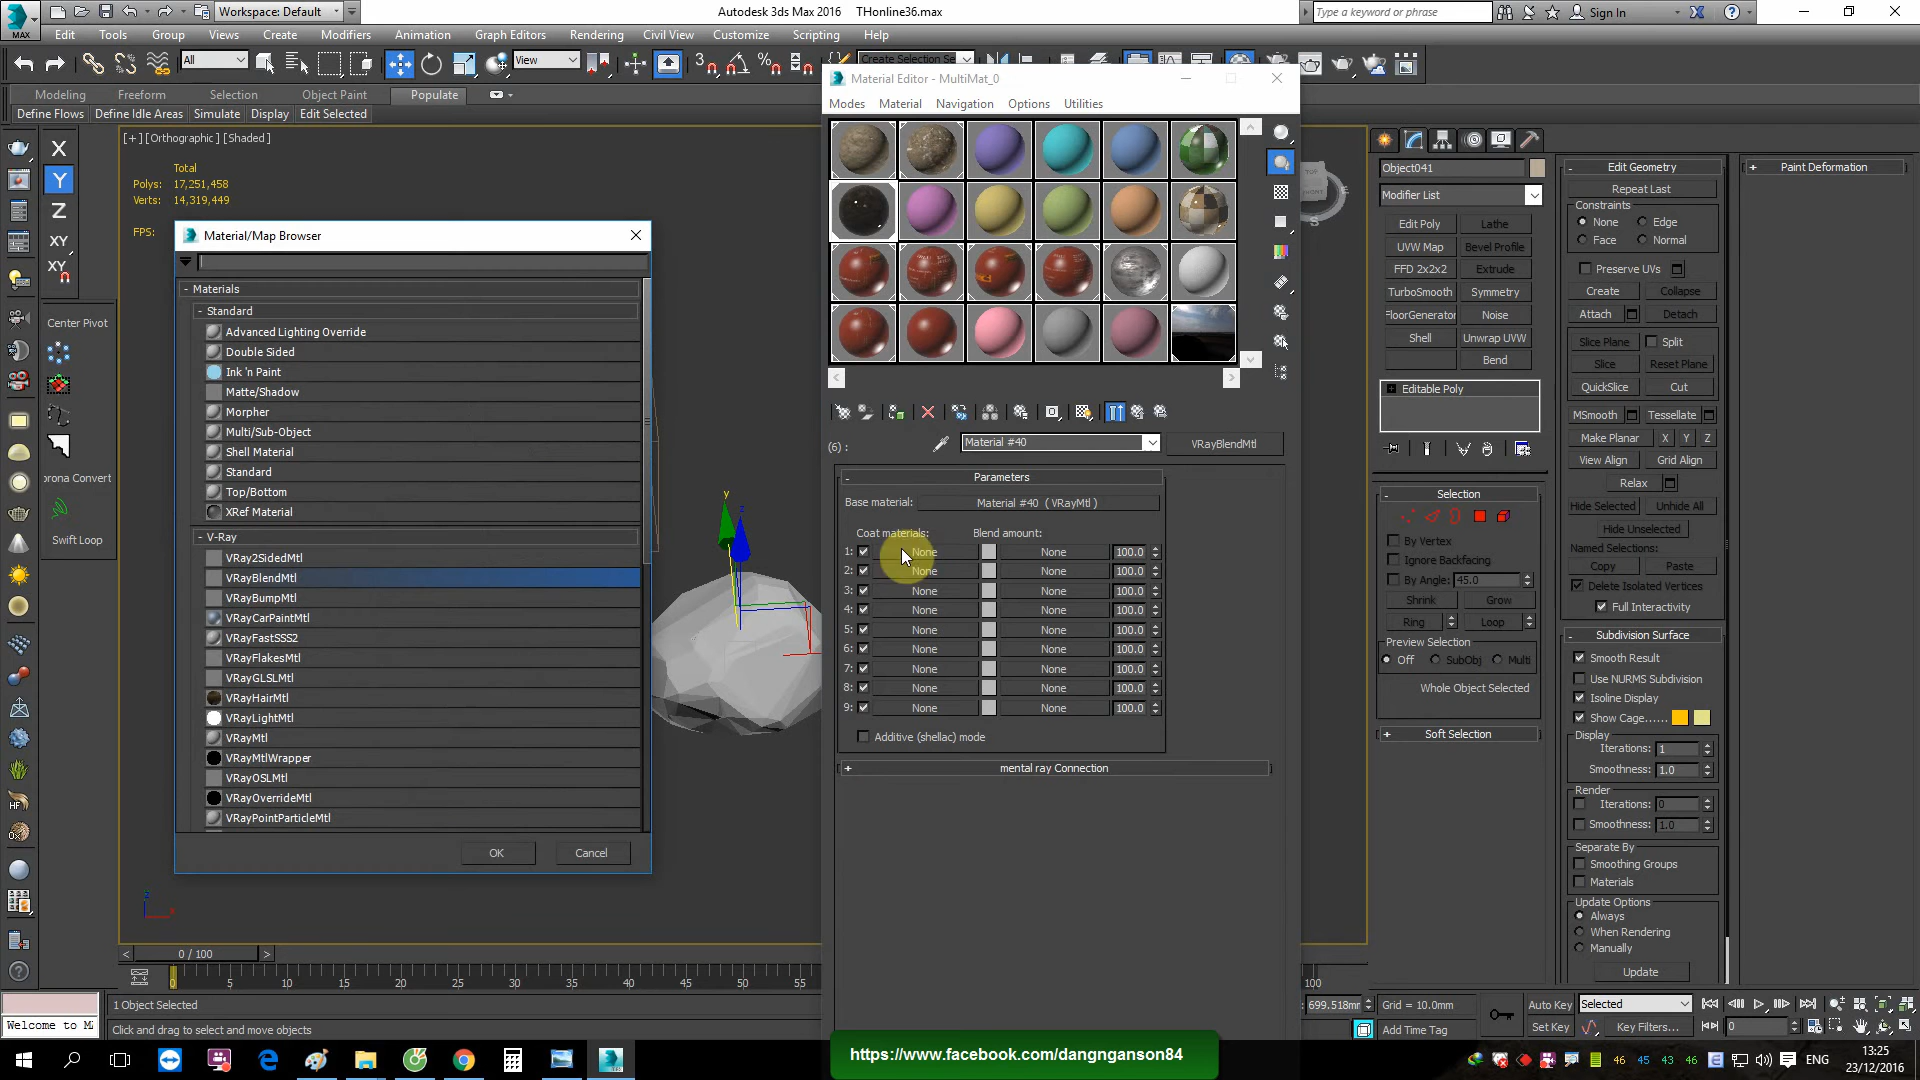 MAX
Workspace: Default
Autodesk 3ds Max 2016 THonline36.max
Type a keyword or phrase
Sign In
Edit Tools Group Views Create Modifiers Animation Graph Editors Rendering Civil View Customize Scripting Help
All
View
Create Selection Se
Modeling Freeform Selection Object Paint Populate
Define Flows Define Idle Areas Simulate Display Edit Selected
X
Y
Z
XY
XY
Center Pivot
orona Convert
Swift Loop
[+] [Orthographic] [Shaded]
Total
Polys: 17,251,458
Verts: 14,319,449
FPS:
Material/Map Browser
- Materials
- Standard
Advanced Lighting Override
Double Sided
Ink 'n Paint
Matte/Shadow
Morpher
Multi/Sub-Object
Shell Material
Standard
Top/Bottom
XRef Material
- V-Ray
VRay2SidedMtl
VRayBlendMtl
VRayBumpMtl
VRayCarPaintMtl
VRayFastSSS2
VRayFlakesMtl
VRayGLSLMtl
VRayHairMtl
VRayLightMtl
VRayMtl
VRayMtlWrapper
VRayOSLMtl
VRayOverrideMtl
VRayPointParticleMtl
OK Cancel
Material Editor - MultiMat_0
Modes Material Navigation Options Utilities
(6) : Material #40 VRayBlendMtl
- Parameters
Base material: Material #40 ( VRayMtl )
Coat materials: Blend amount:
1: None None 100.0
2: None None 100.0
3: None None 100.0
4: None None 100.0
5: None None 100.0
6: None None 100.0
7: None None 100.0
8: None None 100.0
9: None None 100.0
Additive (shellac) mode
+ mental ray Connection
Object041
Modifier List
Edit Poly Lathe
UVW Map Bevel Profile
FFD 2x2x2 Extrude
TurboSmooth Symmetry
FloorGenerator Noise
Shell Unwrap UVW
Bend
Editable Poly
- Selection
By Vertex
Ignore Backfacing
By Angle: 45.0
Shrink Grow
Ring Loop
Preview Selection
Off SubObj Multi
Whole Object Selected
+ Soft Selection
- Edit Geometry
Repeat Last
Constraints
None Edge
Face Normal
Preserve UVs
Create Collapse
Attach Detach
Slice Plane Split
Slice Reset Plane
QuickSlice Cut
MSmooth Tessellate
Make Planar X Y Z
View Align Grid Align
Relax
Hide Selected Unhide All
Hide Unselected
Named Selections:
Copy Paste
Delete Isolated Vertices
Full Interactivity
- Subdivision Surface
Smooth Result
Use NURMS Subdivision
Isoline Display
Show Cage......
Display
Iterations: 1
Smoothness: 1.0
Render
Iterations: 0
Smoothness: 1.0
Separate By
Smoothing Groups
Materials
Update Options
Always
When Rendering
Manually
Update
+ Paint Deformation
y
z
< 0 / 100 >
0 5 10 15 20 25 30 35 40 45 50 55 100
Welcome to M
1 Object Selected
Click and drag to select and move objects
699.518mm Grid = 10.0mm
Add Time Tag
Auto Key Selected
Set Key Key Filters...
0
https://www.facebook.com/dangnganson84
46 45 43 46
ENG
13:25
23/12/2016